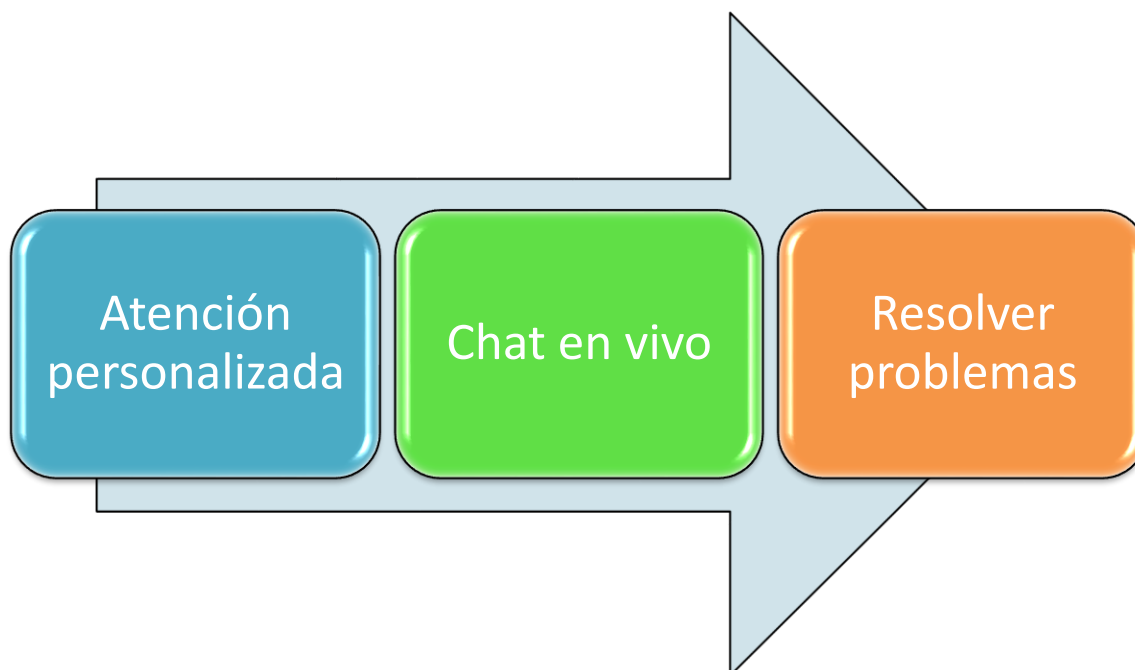 Atención
personalizada
Chat en vivo
Resolver
problemas